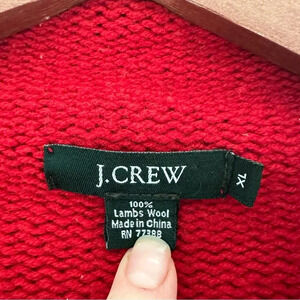 J.CREW
XL
100%
Lambs Wool
Made in China
RN 77388